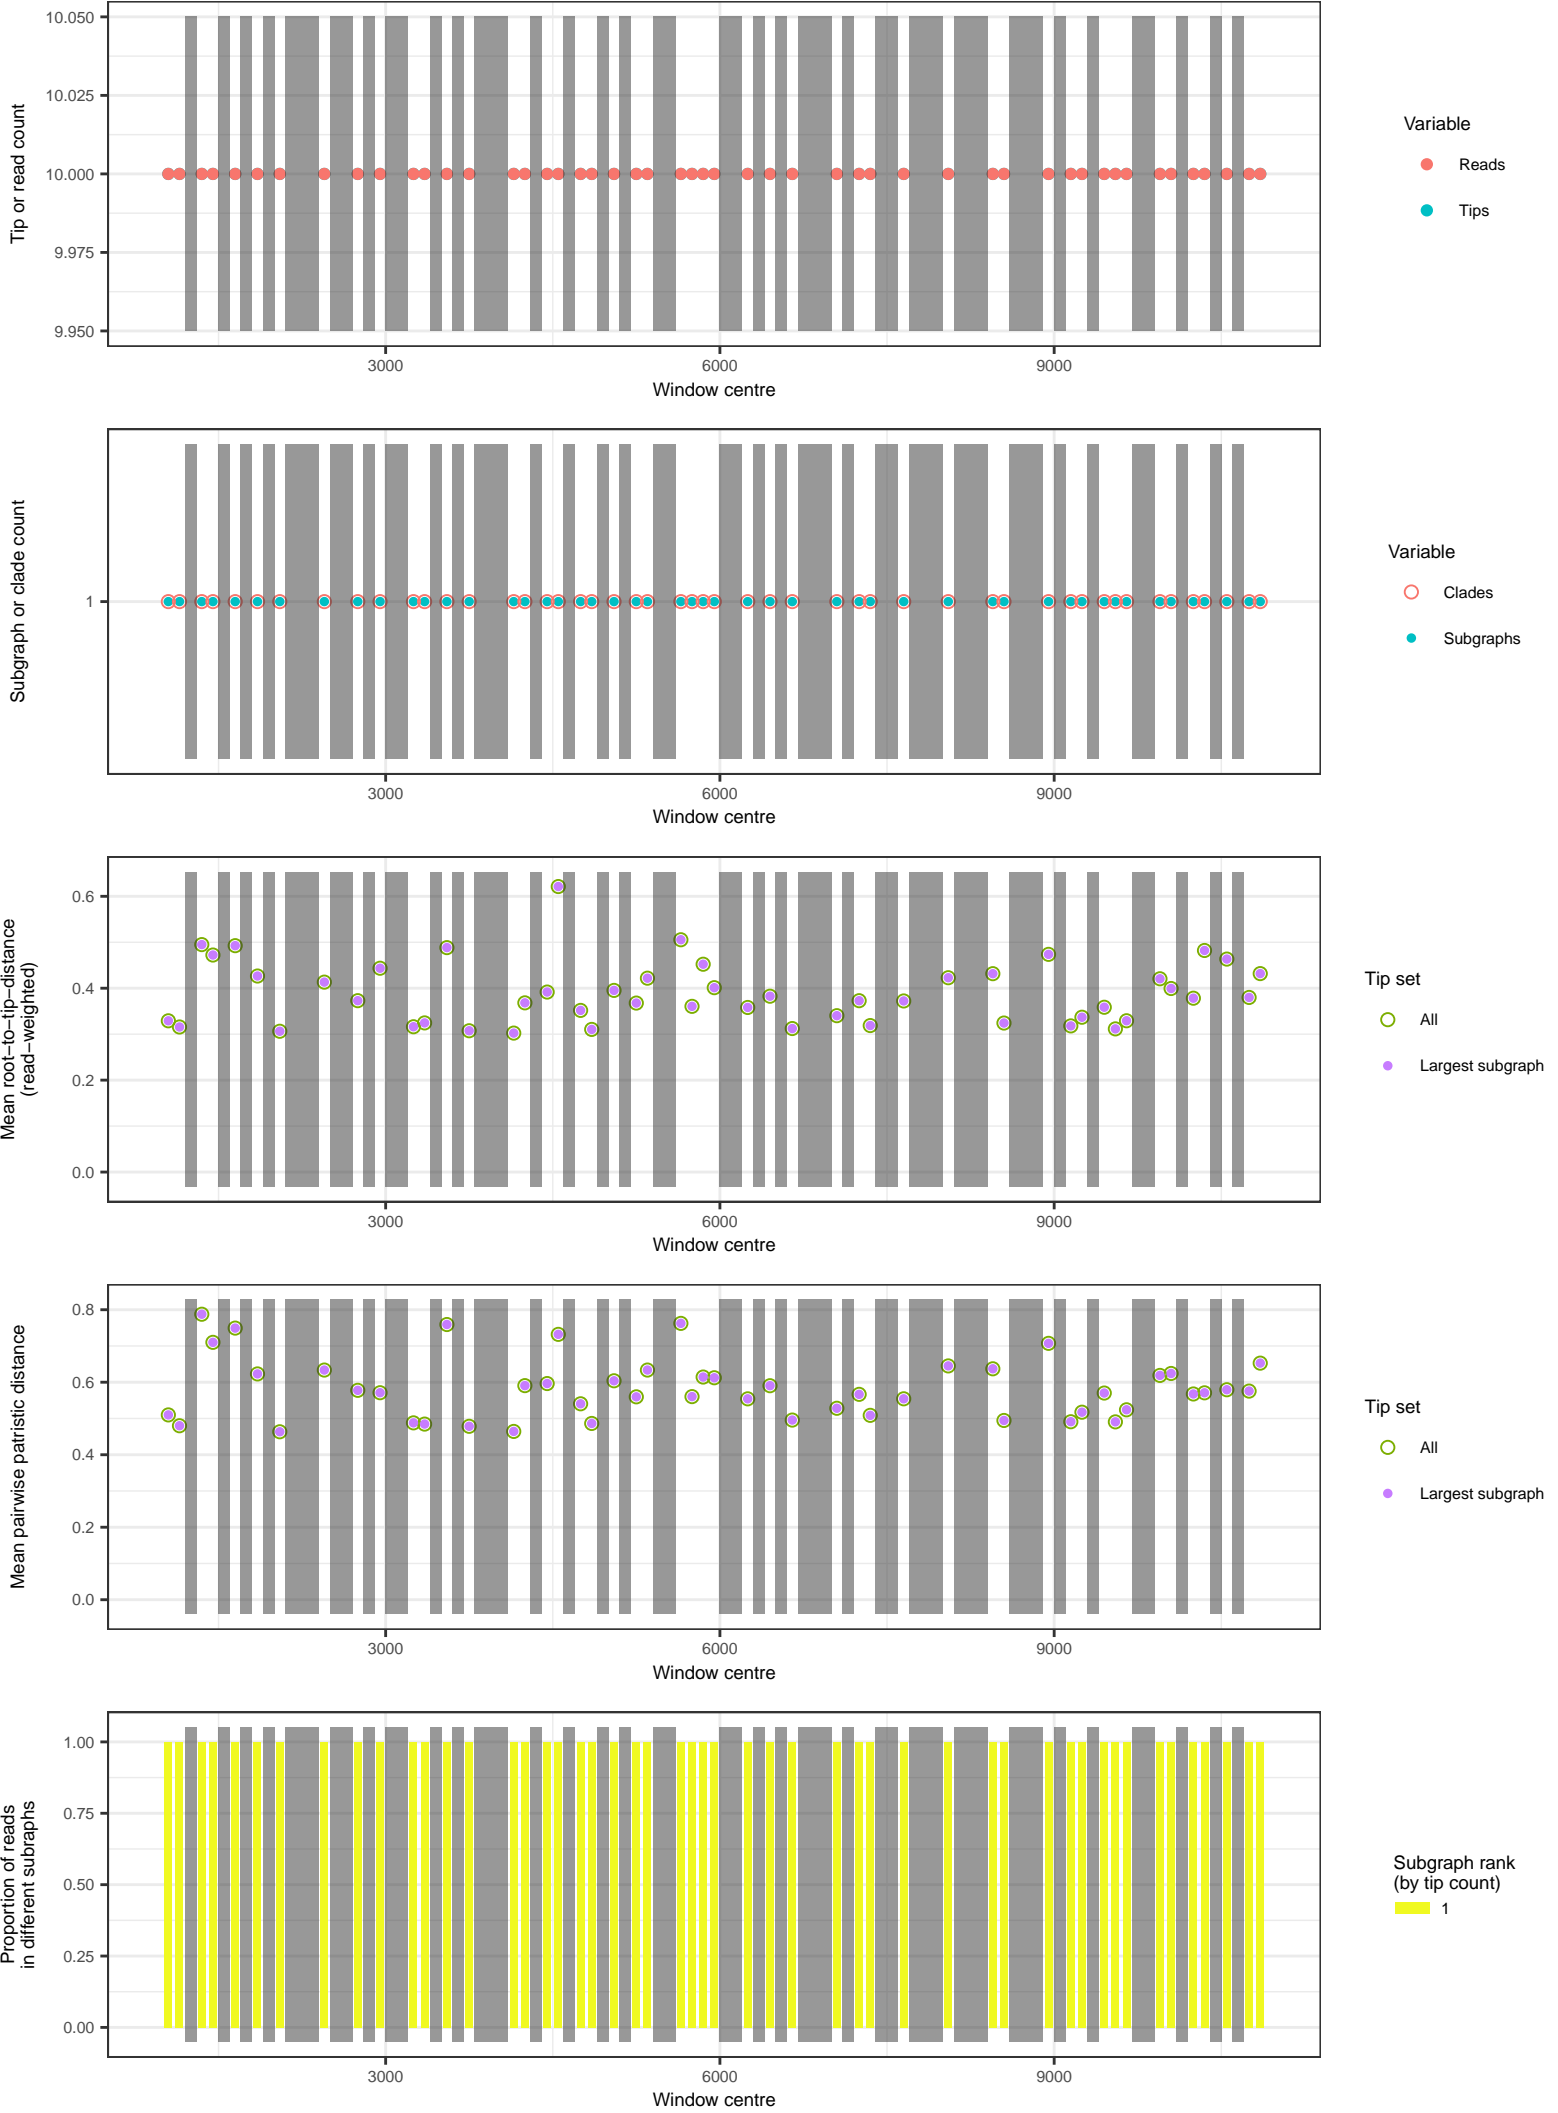 10.050
10.025
10.000
9.975
9.950
Tip or read count
3000
6000
9000
Window centre
Variable
Reads
Tips
1
Subgraph or clade count
3000
6000
9000
Window centre
Variable
Clades
Subgraphs
0.6
0.4
0.2
0.0
Mean root−to−tip−distance
(read−weighted)
3000
6000
9000
Window centre
Tip set
All
Largest subgraph
0.8
0.6
0.4
0.2
0.0
Mean pairwise patristic distance
3000
6000
9000
Window centre
Tip set
All
Largest subgraph
1.00
0.75
0.50
0.25
0.00
Proportion of reads
in different subraphs
3000
6000
9000
Window centre
Subgraph rank
(by tip count)
1